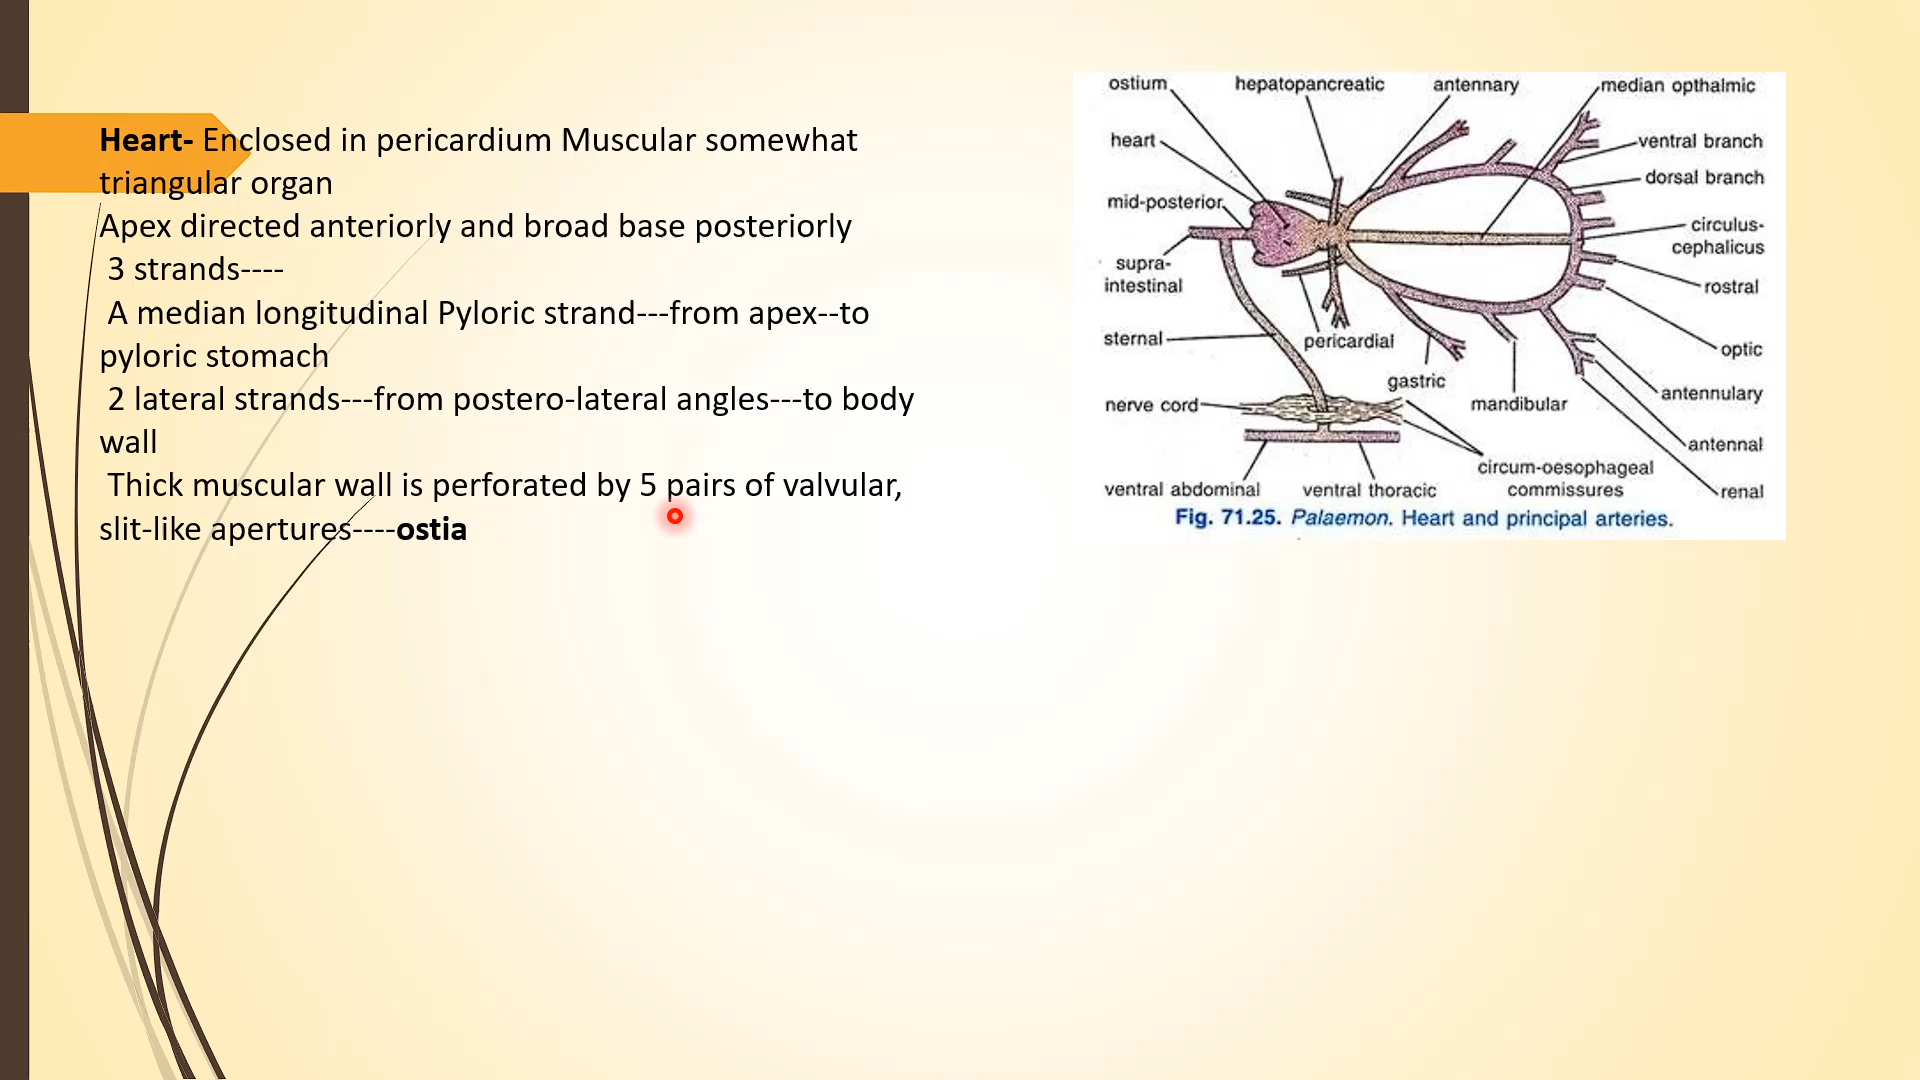 Heart- Enclosed in pericardium Muscular somewhat
triangular organ
Apex directed anteriorly and broad base posteriorly
3 strands----
A median longitudinal Pyloric strand---from apex--to
pyloric stomach
2 lateral strands---from postero-lateral angles---to body
wall
Thick muscular wall is perforated by 5 pairs of valvular,
slit-like apertures----ostia
ostium
hepatopancreatic
antennary
median opthalmic
heart
ventral branch
dorsal branch
mid-posterior
circulus-
cephalicus
supra-
intestinal
rostral
sternal
pericardial
optic
gastric
antennulary
nerve cord
mandibular
antennal
circum-oesophageal
commissures
ventral abdominal
ventral thoracic
renal
Fig. 71.25. Palaemon. Heart and principal arteries.